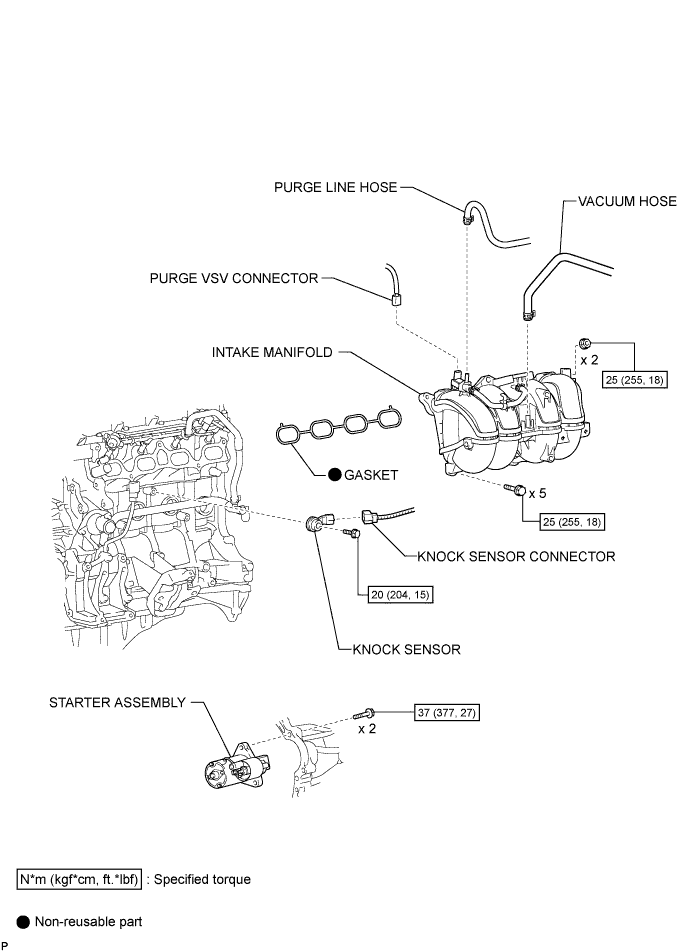 PURGE LINE HOSE
VACUUM HOSE
PURGE VSV CONNECTOR
INTAKE MANIFOLD
x 2
25 (255, 18)
GASKET
x 5
25 (255, 18)
KNOCK SENSOR CONNECTOR
20 (204, 15)
KNOCK SENSOR
STARTER ASSEMBLY
37 (377, 27)
x 2
N*m (kgf*cm, ft.*lbf) : Specified torque
Non-reusable part
P